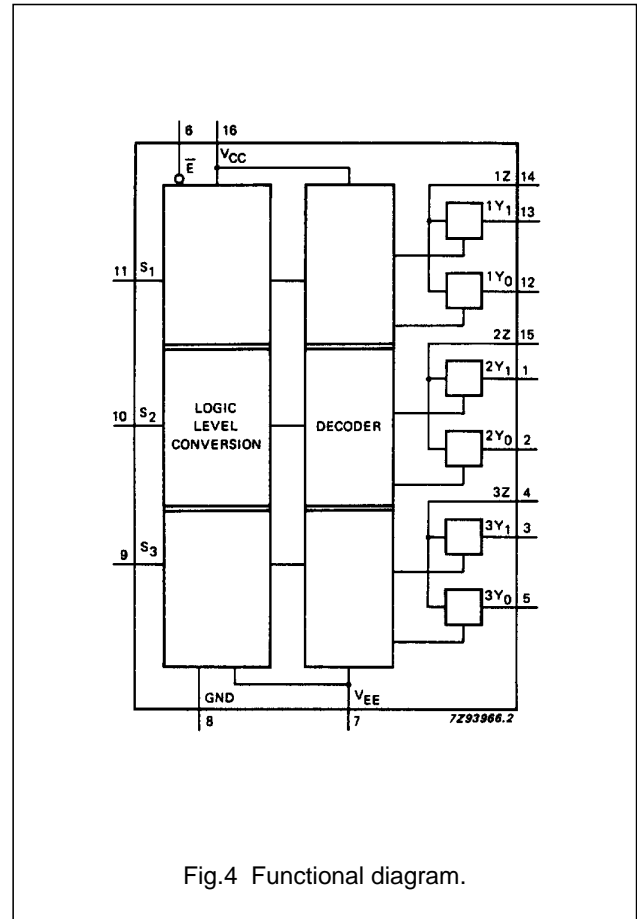 6 16
E̅ VCC
1Z 14
1Y1 13
11 S1
1Y0 12
2Z 15
2Y1 1
10 S2
LOGIC
LEVEL
CONVERSION
DECODER
2Y0 2
3Z 4
3Y1 3
9 S3
3Y0 5
GND
VEE
8
7
7Z93966.2
Fig.4 Functional diagram.